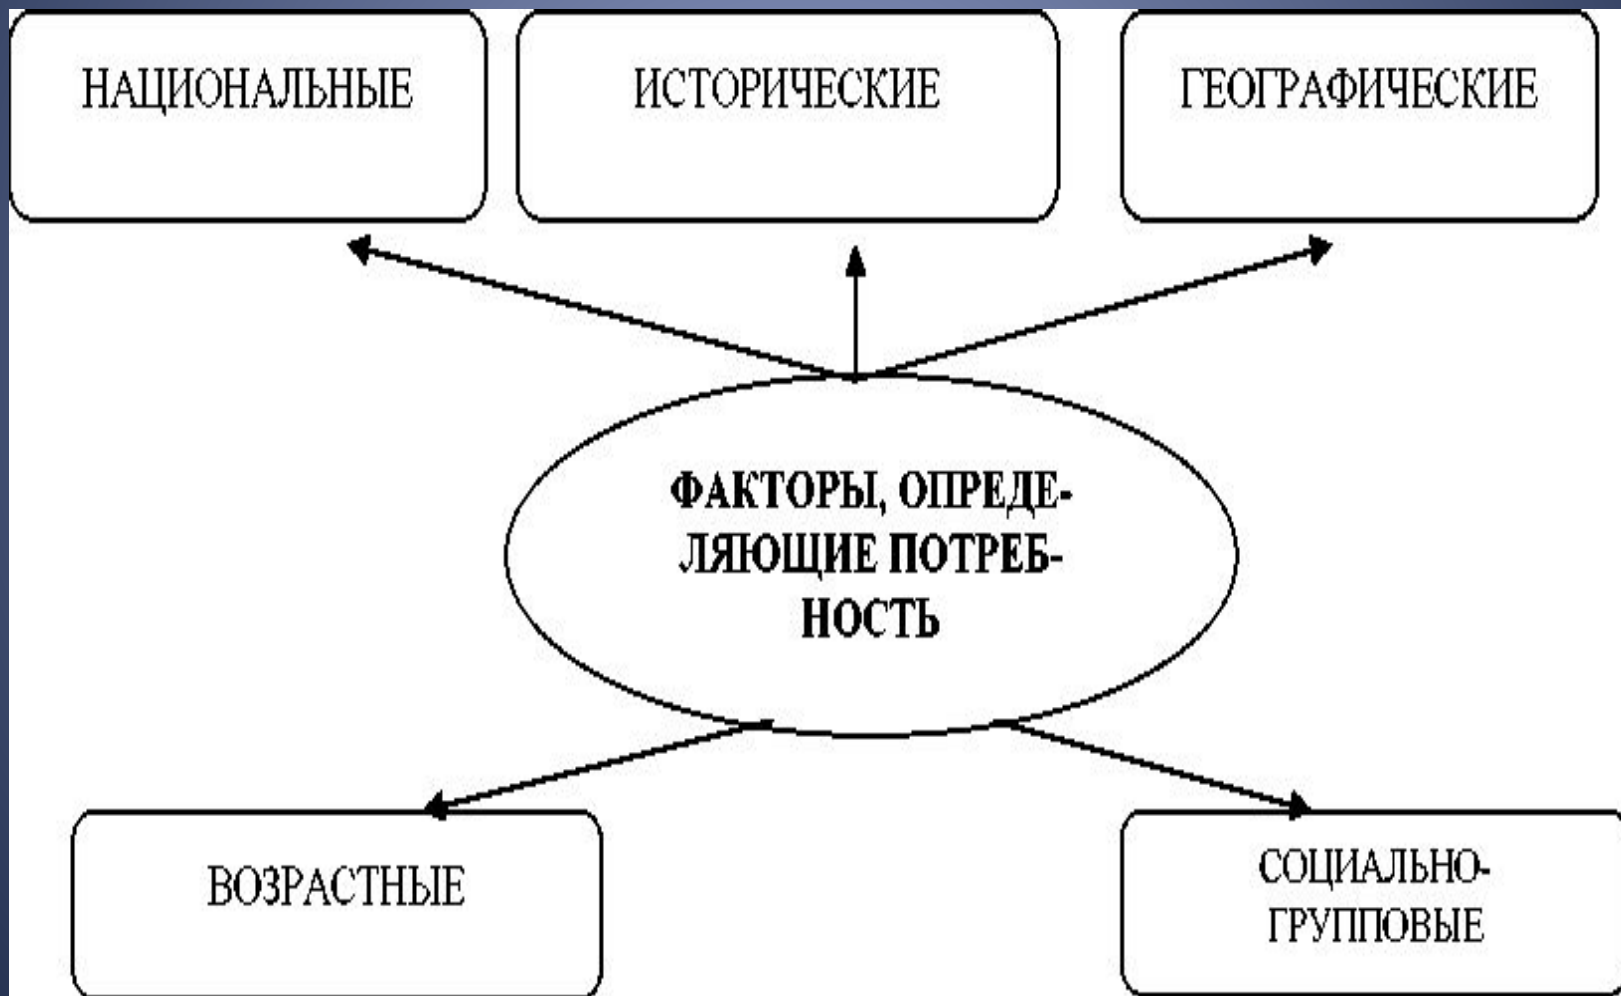 НАЦИОНАЛЬНЫЕ
ИСТОРИЧЕСКИЕ
ГЕОГРАФИЧЕСКИЕ
ФАКТОРЫ, ОПРЕДЕ-
ЛЯЮЩИЕ ПОТРЕБ-
НОСТЬ
ВОЗРАСТНЫЕ
СОЦИАЛЬНО-
ГРУППОВЫЕ